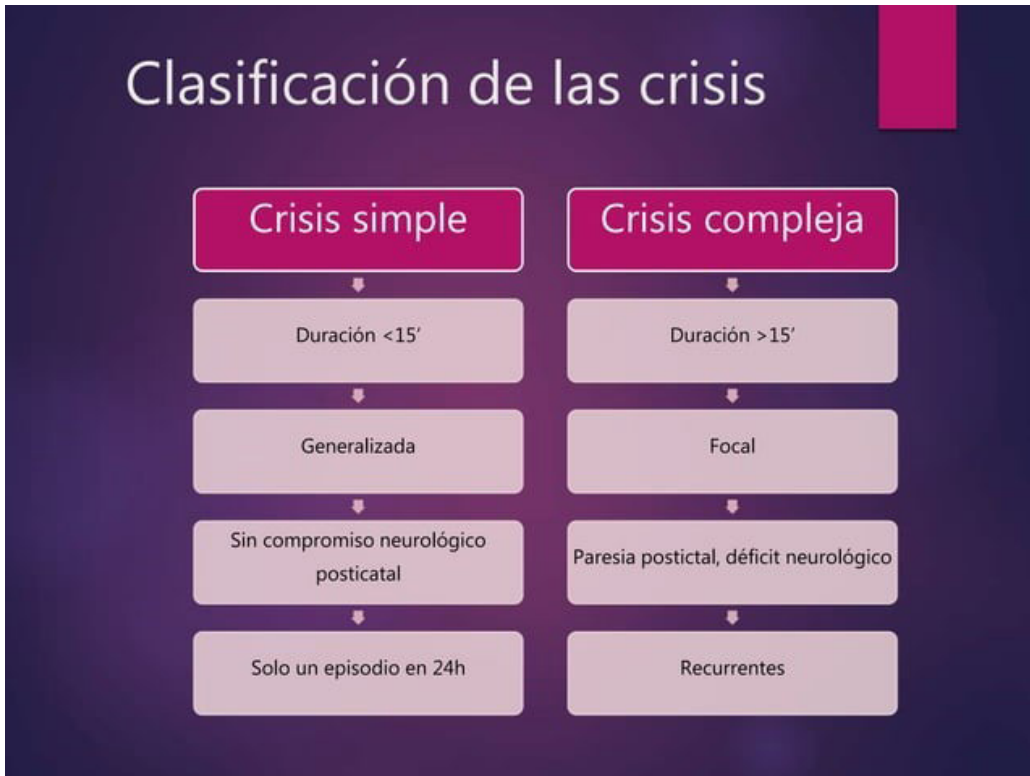 Clasificación de las crisis
Crisis simple
Duración <15’
Generalizada
Sin compromiso neurológico
posticatal
Solo un episodio en 24h
Crisis compleja
Duración >15’
Focal
Paresia postictal, déficit neurológico
Recurrentes